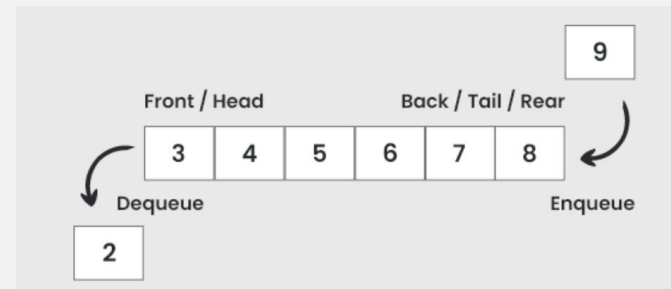 9
Front / Head
Back / Tail / Rear
3 4 5 6 7 8
Dequeue
Enqueue
2